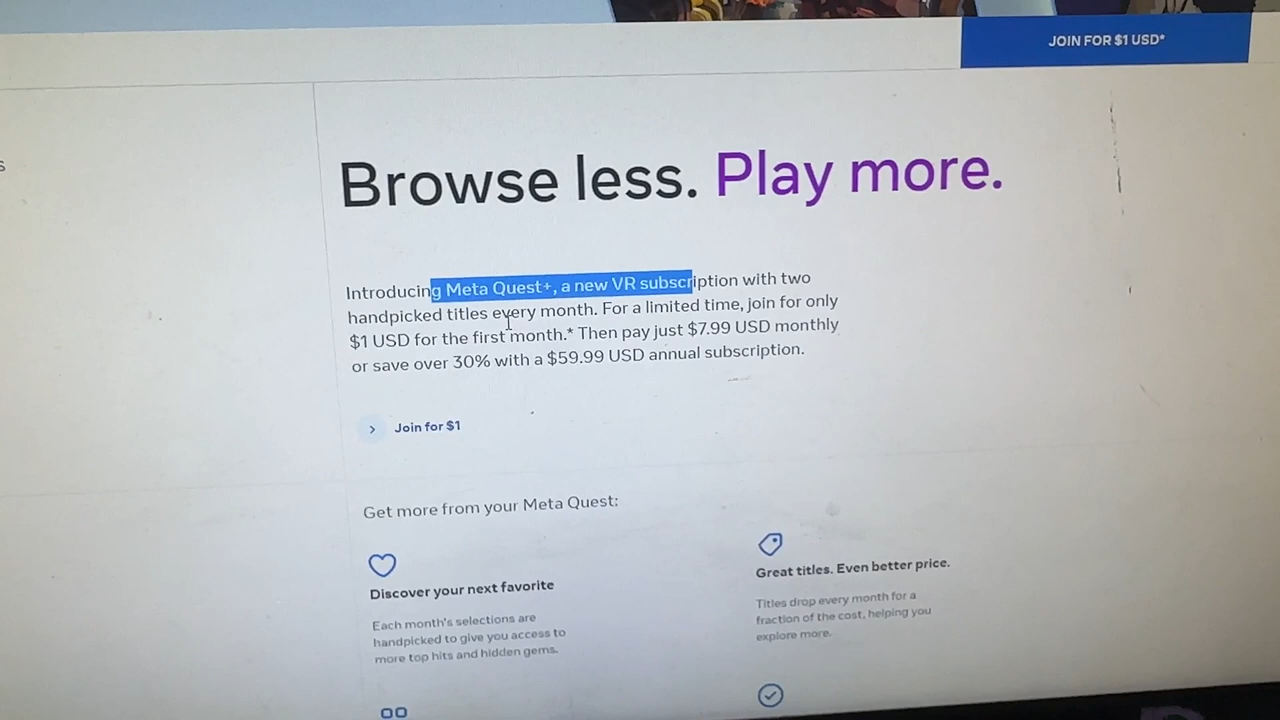 JOIN FOR $1 USD*
Browse less. Play more.
Introducing Meta Quest+, a new VR subscription with two
handpicked titles every month. For a limited time, join for only
$1 USD for the first month.* Then pay just $7.99 USD monthly
or save over 30% with a $59.99 USD annual subscription.
Join for $1
Get more from your Meta Quest:
Discover your next favorite
Each month's selections are
handpicked to give you access to
more top hits and hidden gems.
Great titles. Even better price.
Titles drop every month for a
fraction of the cost, helping you
explore more.